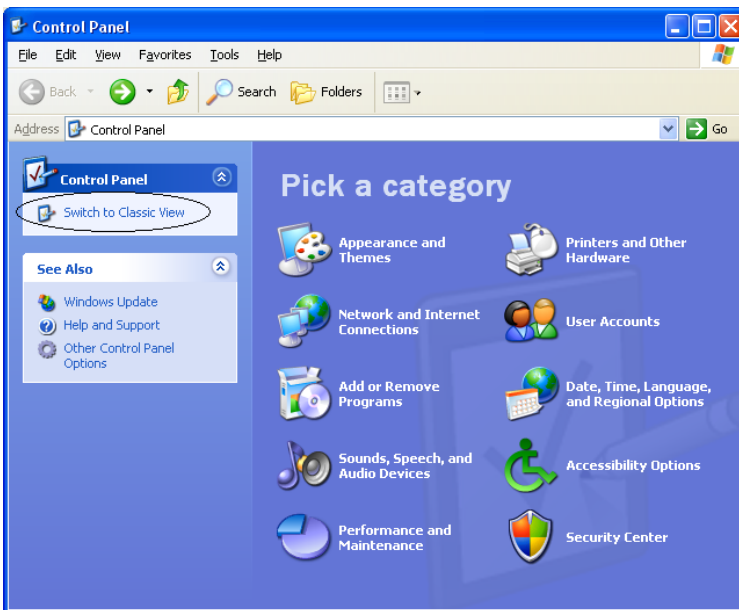 Control Panel
File Edit View Favorites Tools Help
Back Search Folders
Address Control Panel Go
Control Panel
Switch to Classic View
See Also
Windows Update
Help and Support
Other Control Panel
Options
Pick a category
Appearance and
Themes
Printers and Other
Hardware
Network and Internet
Connections
User Accounts
Add or Remove
Programs
Date, Time, Language,
and Regional Options
Sounds, Speech, and
Audio Devices
Accessibility Options
Performance and
Maintenance
Security Center